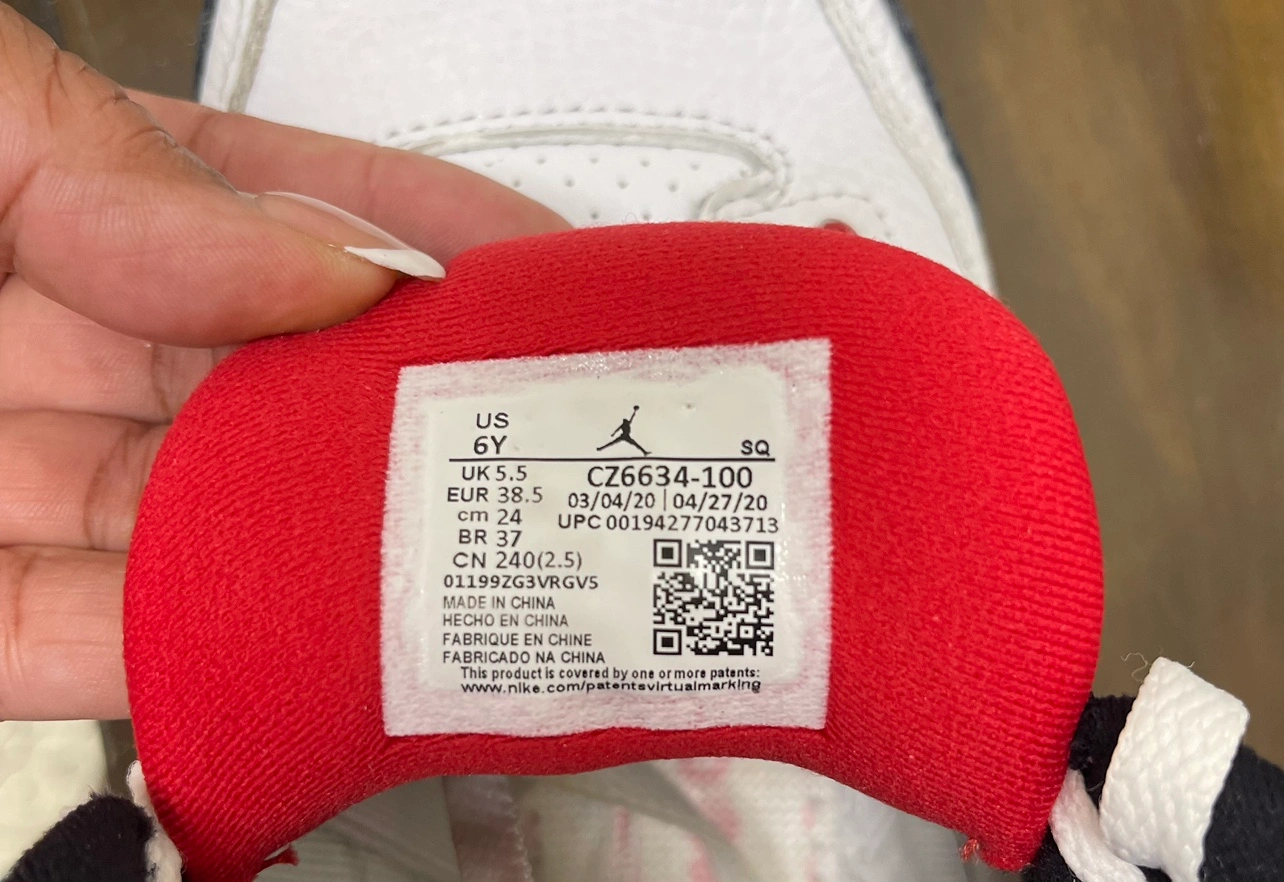 US
6Y
SQ
UK 5.5
CZ6634-100
EUR 38.5
03/04/20 | 04/27/20
cm 24
UPC 00194277043713
BR 37
CN 240(2.5)
01199ZG3VRGV5
MADE IN CHINA
HECHO EN CHINA
FABRIQUE EN CHINE
FABRICADO NA CHINA
This product is covered by one or more patents:
www.nike.com/patentsvirtualmarking